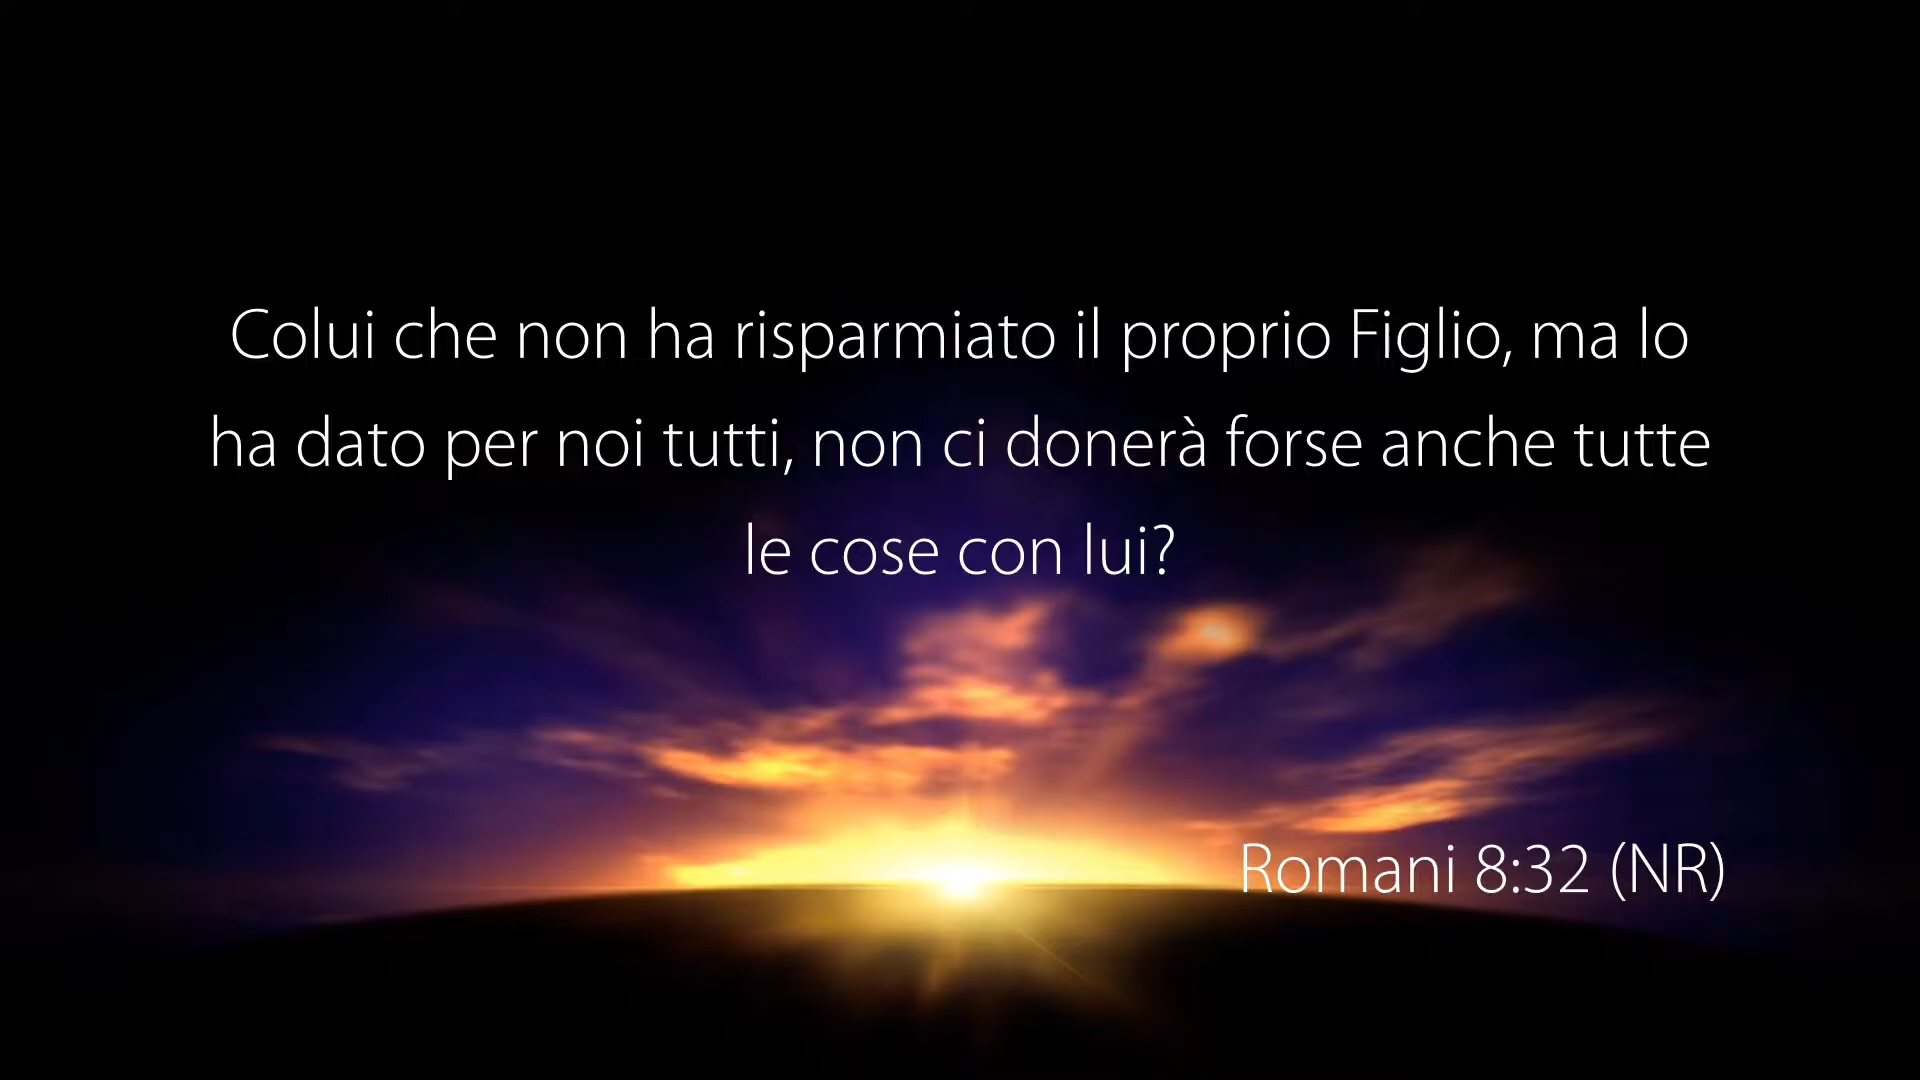 Colui che non ha risparmiato il proprio Figlio, ma lo
ha dato per noi tutti, non ci donerà forse anche tutte
le cose con lui?
Romani 8:32 (NR)